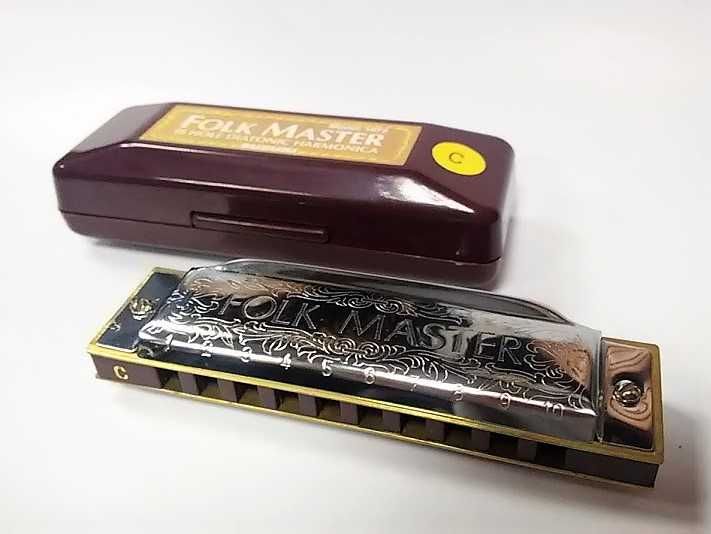 FOLK MASTER
10 HOLE DIATONIC HARMONICA
C
FOLK MASTER
1 2 3 4 5 6 7 8 9 10
C